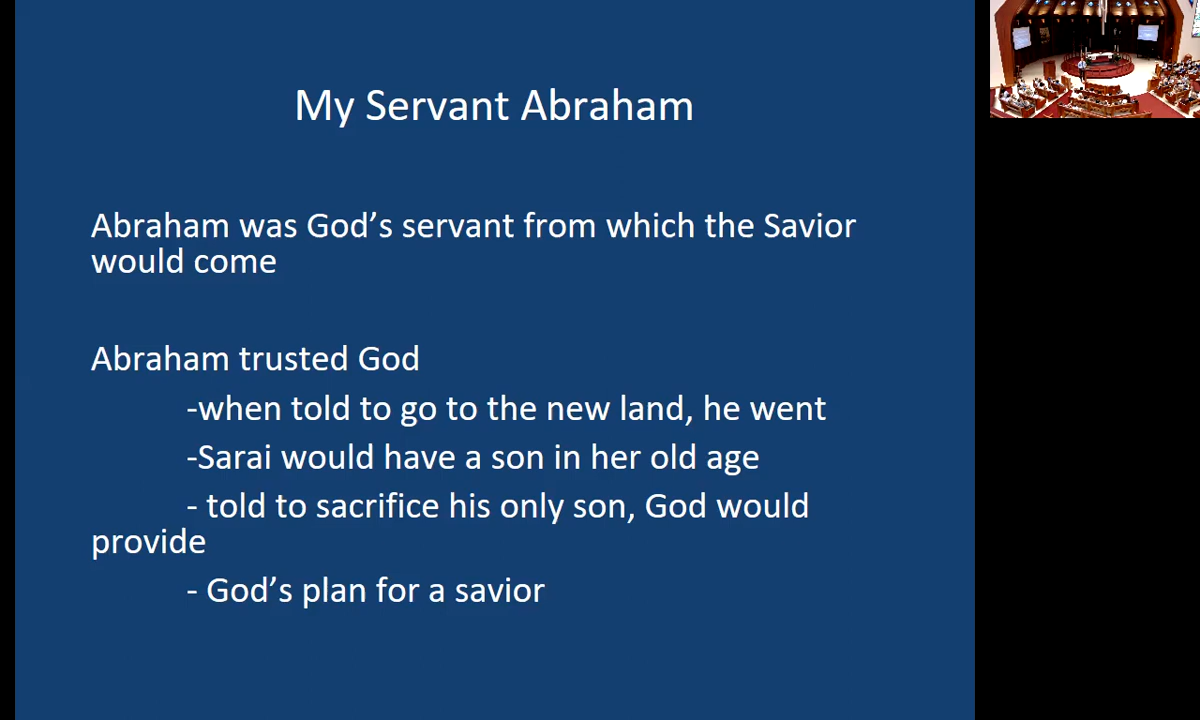 My Servant Abraham
Abraham was God’s servant from which the Savior
would come
Abraham trusted God
-when told to go to the new land, he went
-Sarai would have a son in her old age
- told to sacrifice his only son, God would
provide
- God’s plan for a savior